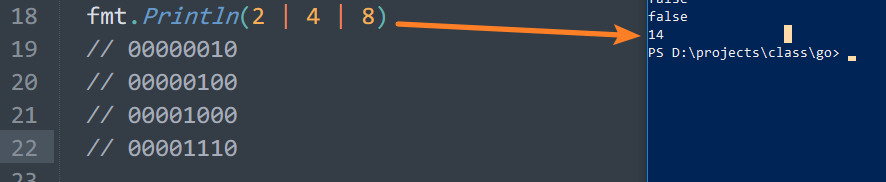 18 fmt.Println(2 | 4 | 8)
19 // 00000010
20 // 00000100
21 // 00001000
22 // 00001110
23
false
false
14
PS D:\projects\class\go>